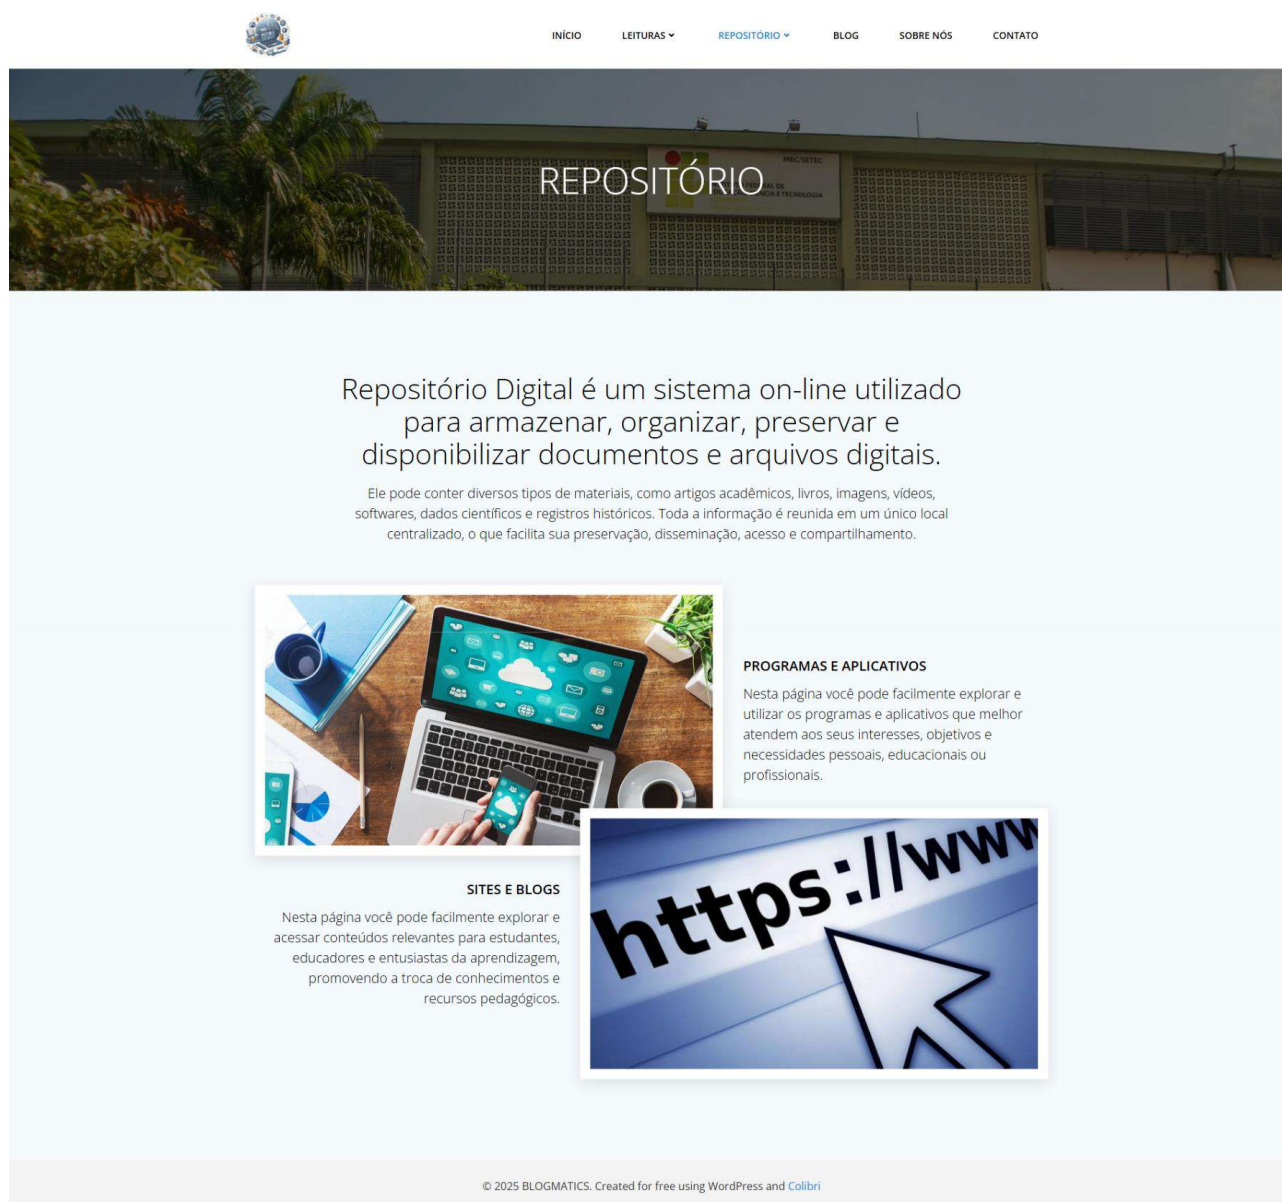 INÍCIO LEITURAS REPOSITÓRIO BLOG SOBRE NÓS CONTATO
MEC/SETEC
REPOSITÓRIO
Repositório Digital é um sistema on-line utilizado
para armazenar, organizar, preservar e
disponibilizar documentos e arquivos digitais.
Ele pode conter diversos tipos de materiais, como artigos acadêmicos, livros, imagens, vídeos,
softwares, dados científicos e registros históricos. Toda a informação é reunida em um único local
centralizado, o que facilita sua preservação, disseminação, acesso e compartilhamento.
PROGRAMAS E APLICATIVOS
Nesta página você pode facilmente explorar e
utilizar os programas e aplicativos que melhor
atendem aos seus interesses, objetivos e
necessidades pessoais, educacionais ou
profissionais.
https://www
SITES E BLOGS
Nesta página você pode facilmente explorar e
acessar conteúdos relevantes para estudantes,
educadores e entusiastas da aprendizagem,
promovendo a troca de conhecimentos e
recursos pedagógicos.
© 2025 BLOGMATICS. Created for free using WordPress and Colibri